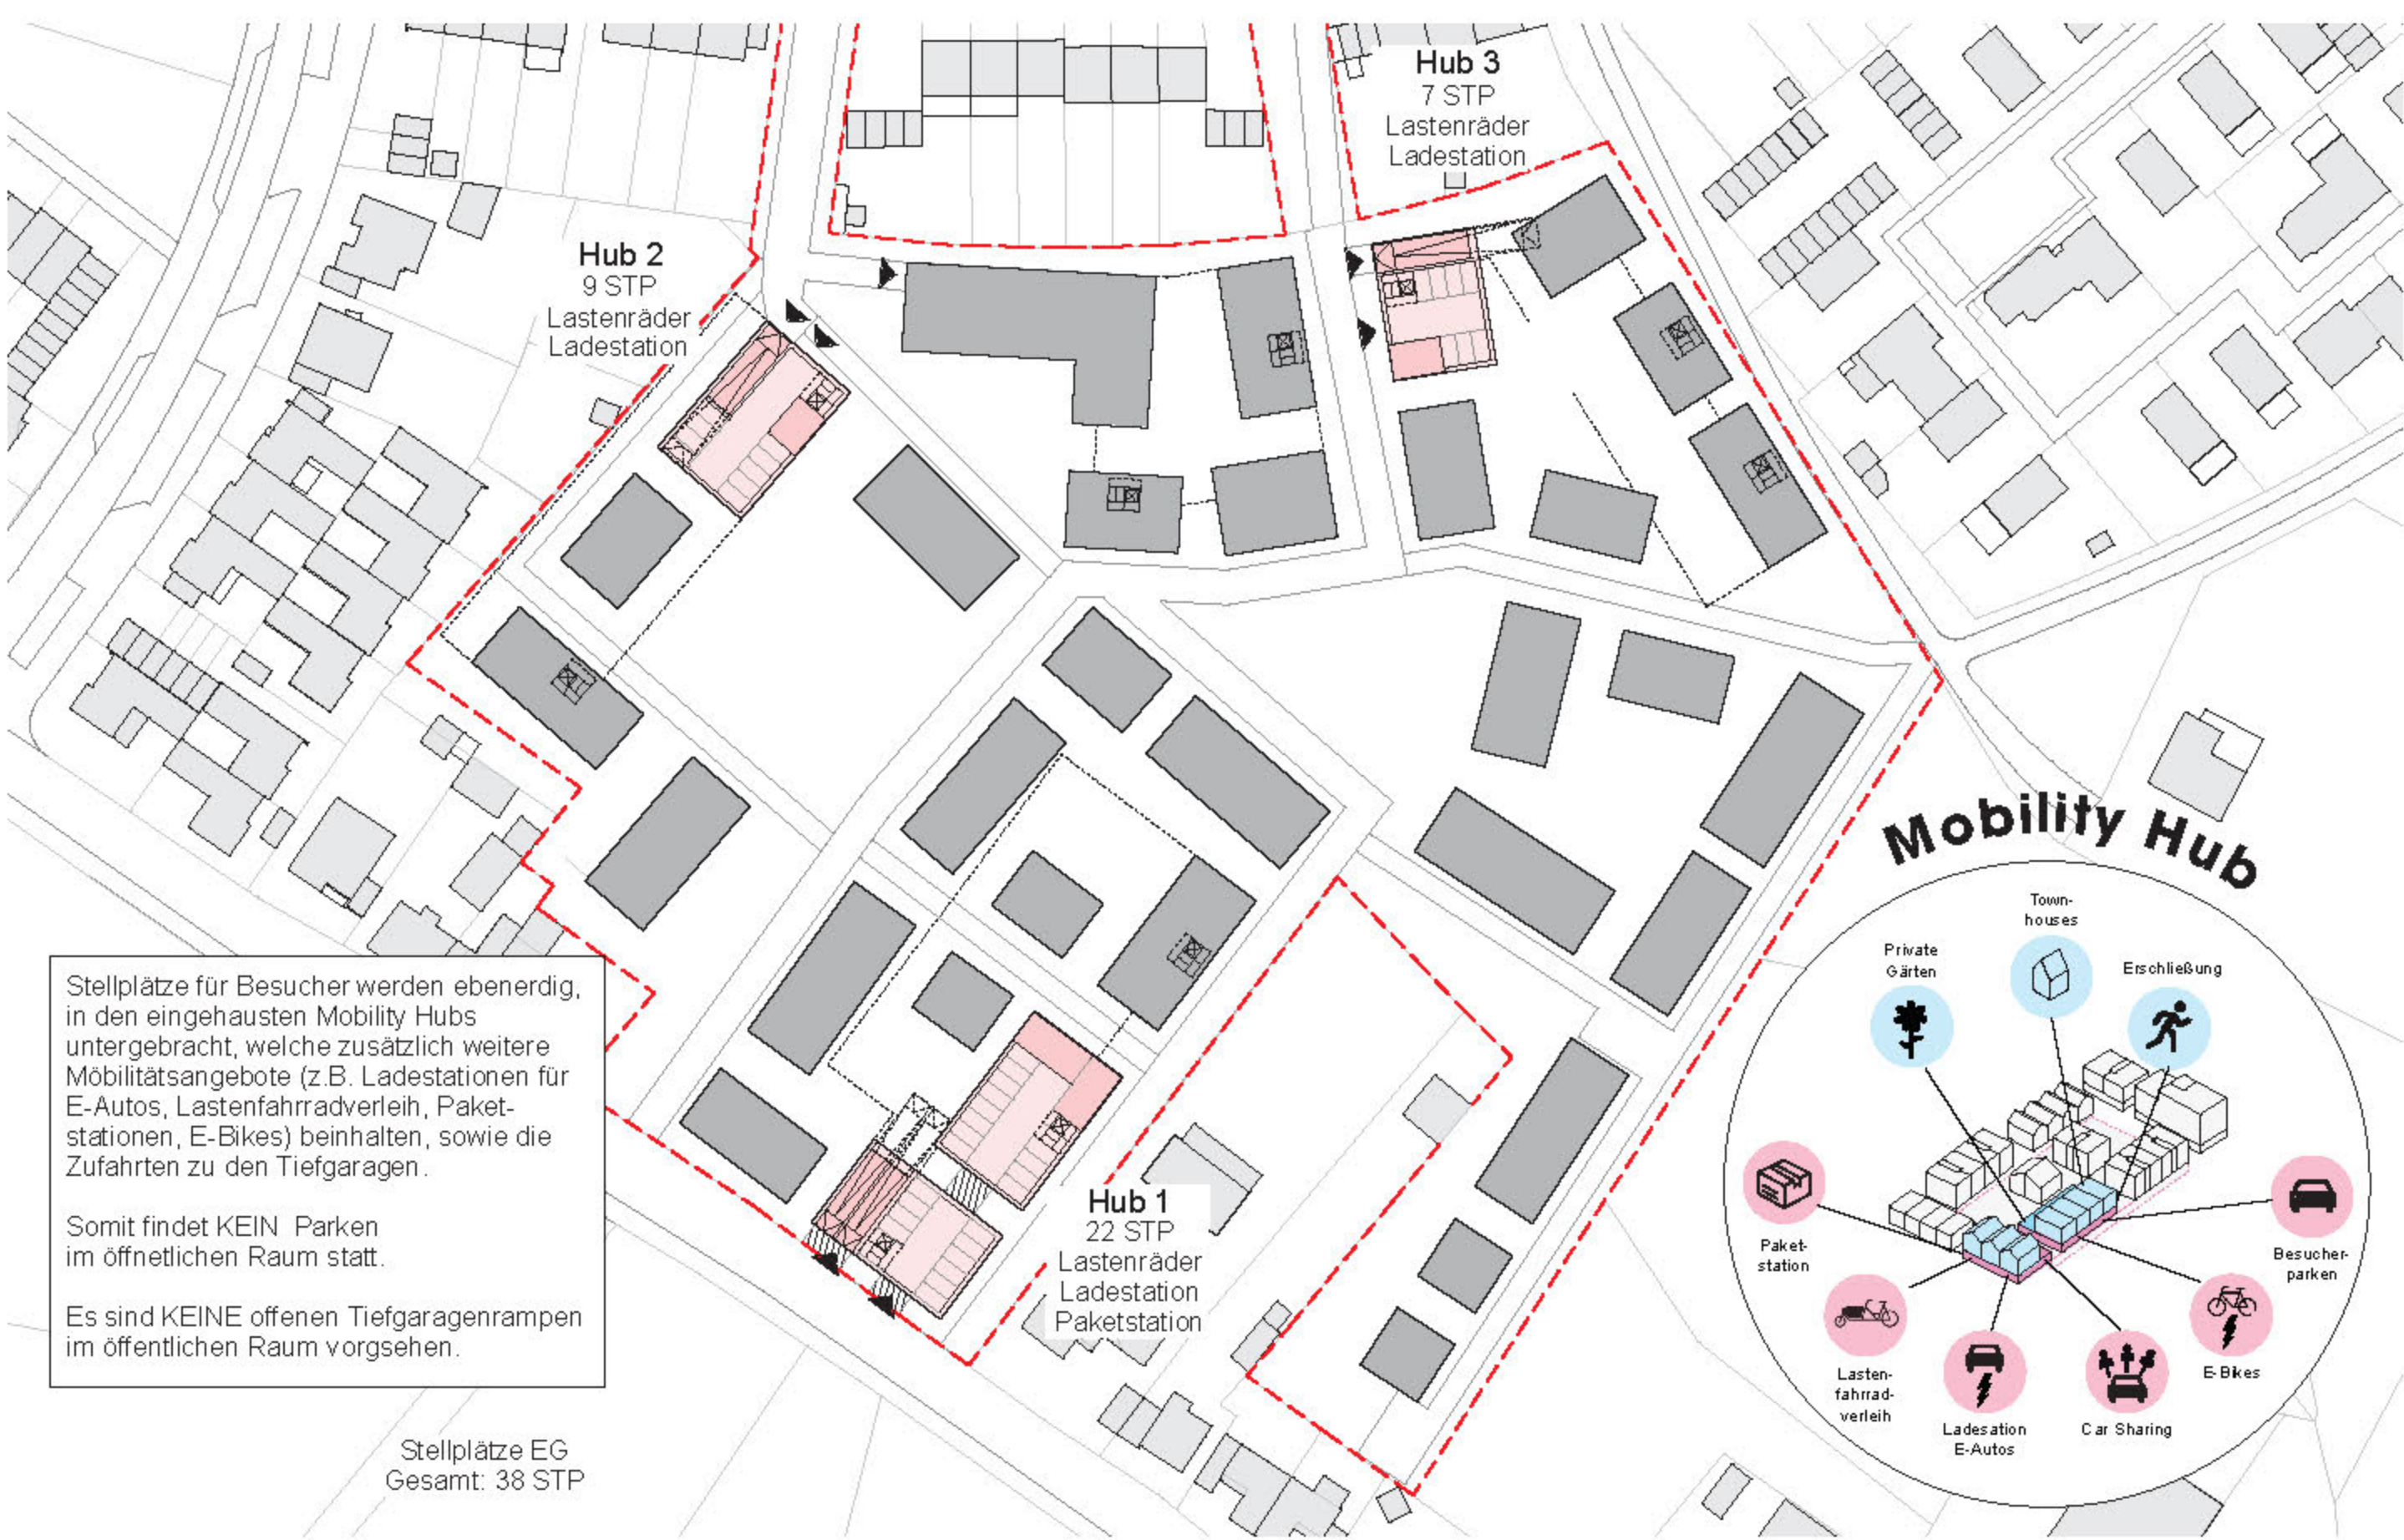 Hub 3
7 STP
Lastenräder
Ladestation
Hub 2
9 STP
Lastenräder
Ladestation
Mobility Hub
Town-
houses
Private
Gärten
Erschließung
Stellplätze für Besucher werden ebenerdig,
in den eingehausten Mobility Hubs
untergebracht, welche zusätzlich weitere
Möbilitätsangebote (z.B. Ladestationen für
E-Autos, Lastenfahrradverleih, Paket-
stationen, E-Bikes) beinhalten, sowie die
Zufahrten zu den Tiefgaragen.
Somit findet KEIN Parken
im öffnetlichen Raum statt.
Es sind KEINE offenen Tiefgaragenrampen
im öffentlichen Raum vorgsehen.
Hub 1
22 STP
Lastenräder
Ladestation
Paketstation
Paket-
station
Besucher-
parken
Lasten-
fahrrad-
verleih
Ladesation
E-Autos
Car Sharing
E-Bikes
Stellplätze EG
Gesamt: 38 STP